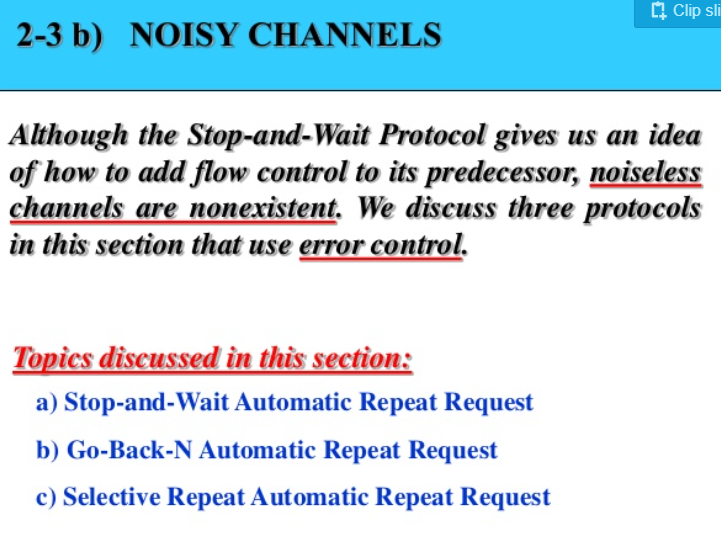 Clip sli
2-3 b) NOISY CHANNELS
Although the Stop-and-Wait Protocol gives us an idea
of how to add flow control to its predecessor, noiseless
channels are nonexistent. We discuss three protocols
in this section that use error control.
Topics discussed in this section:
a) Stop-and-Wait Automatic Repeat Request
b) Go-Back-N Automatic Repeat Request
c) Selective Repeat Automatic Repeat Request